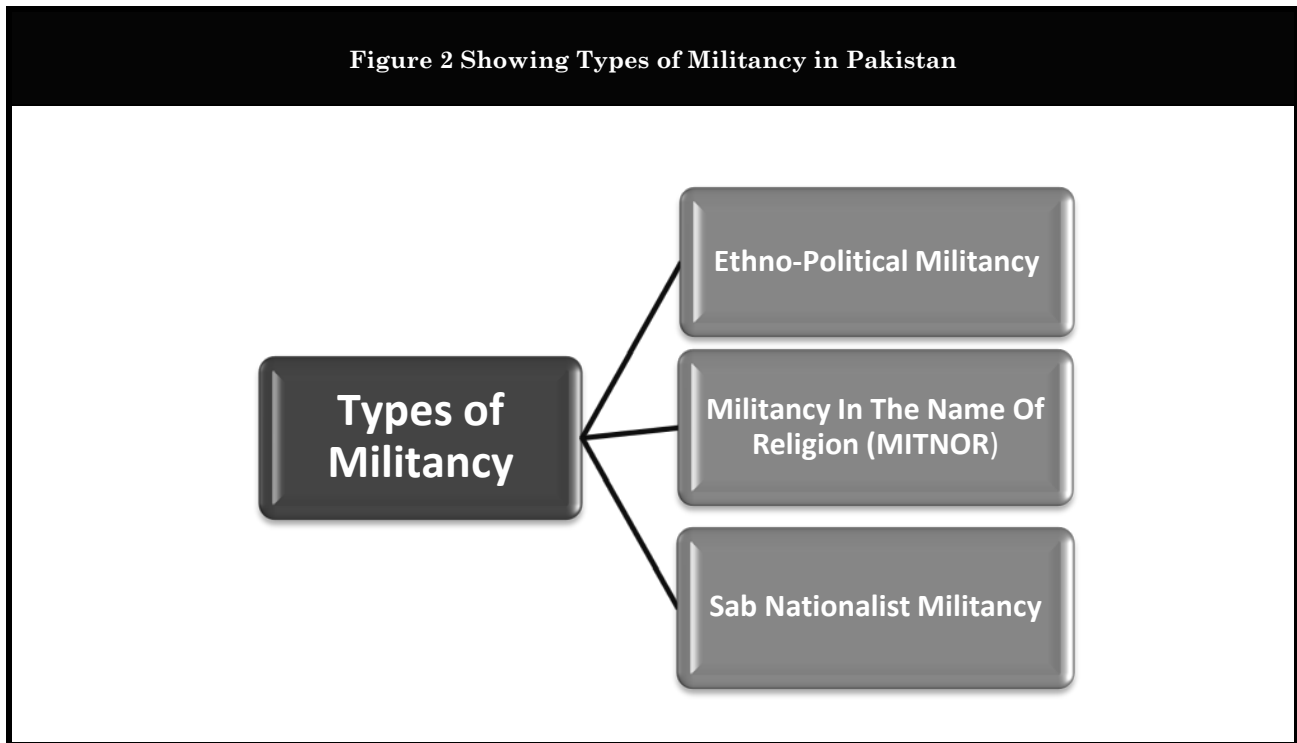 Figure 2 Showing Types of Militancy in Pakistan
Types of
Militancy
Ethno-Political Militancy
Militancy In The Name Of
Religion (MITNOR)
Sab Nationalist Militancy